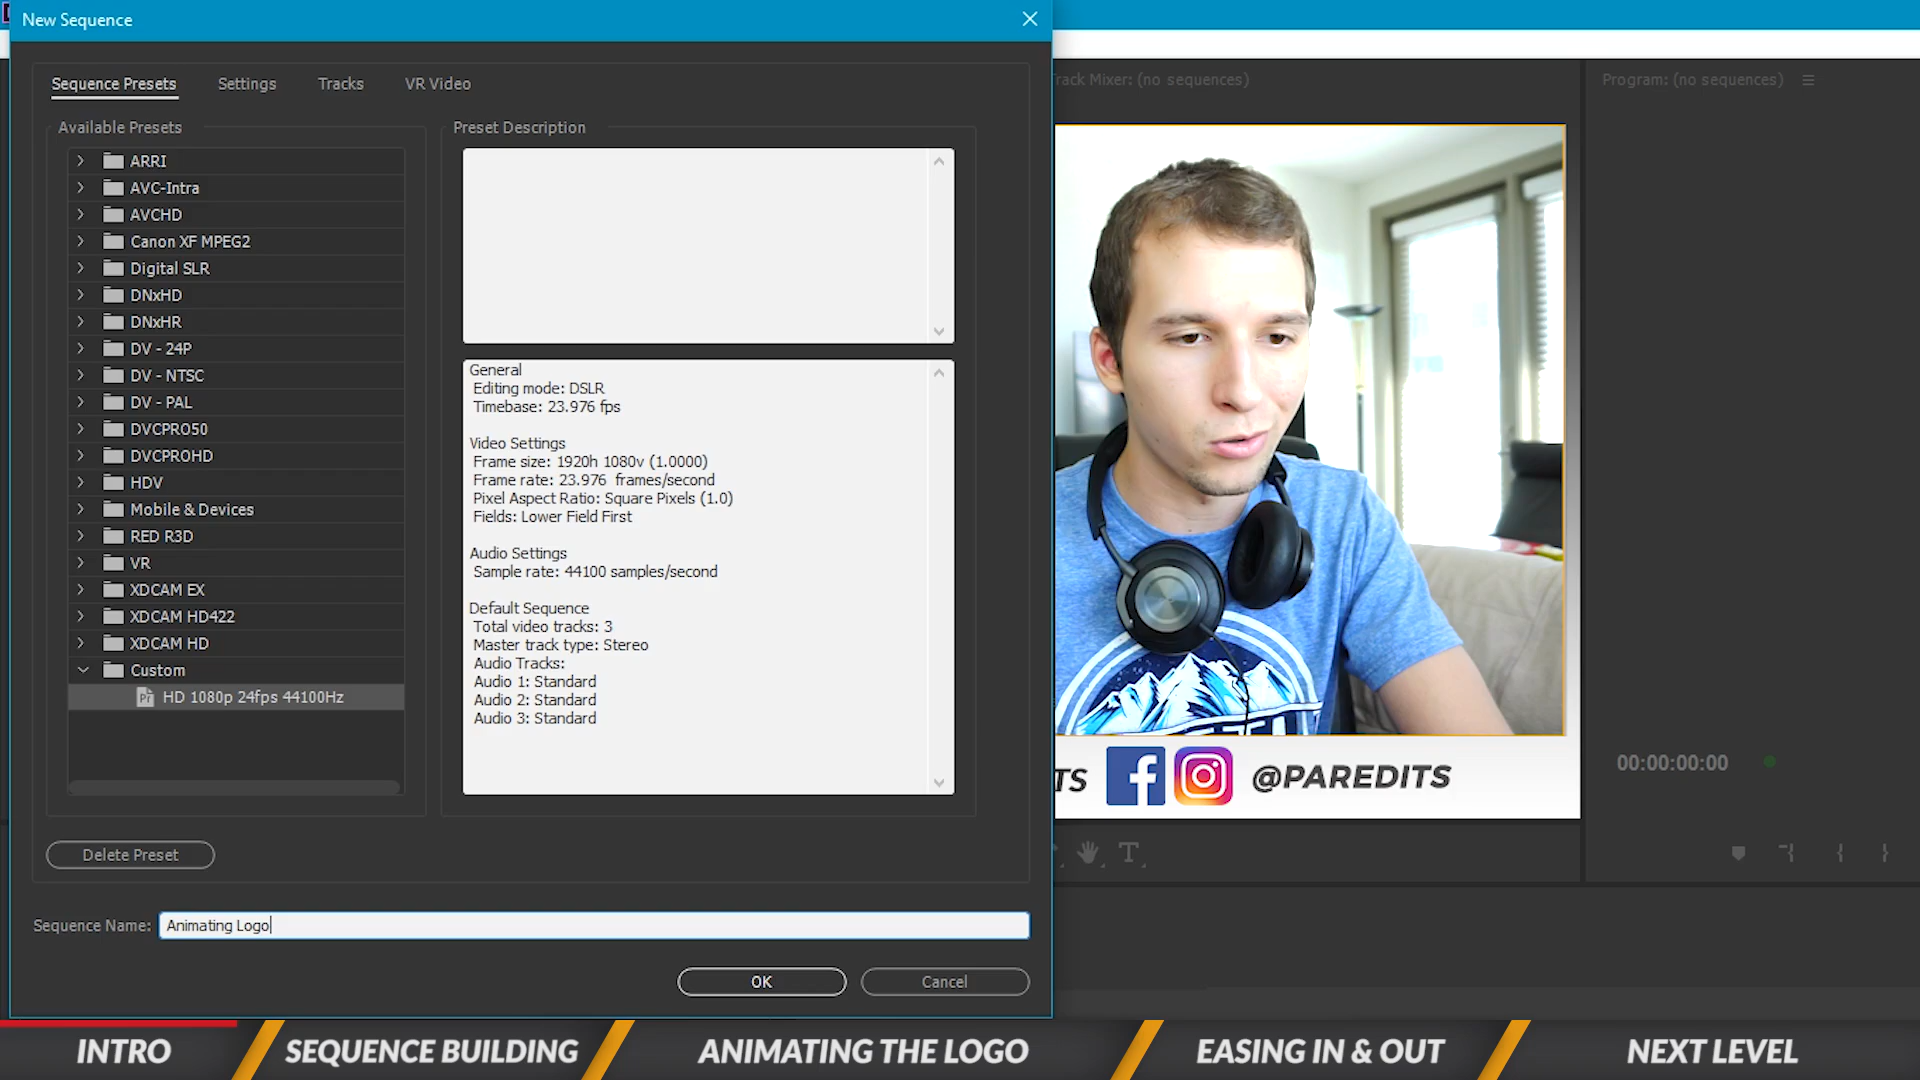 New Sequence
Sequence Presets Settings Tracks VR Video
Available Presets
ARRI
AVC-Intra
AVCHD
Canon XF MPEG2
Digital SLR
DNxHD
DNxHR
DV - 24P
DV - NTSC
DV - PAL
DVCPRO50
DVCPROHD
HDV
Mobile & Devices
RED R3D
VR
XDCAM EX
XDCAM HD422
XDCAM HD
Custom
HD 1080p 24fps 44100Hz
Delete Preset
Preset Description
General
Editing mode: DSLR
Timebase: 23.976 fps
Video Settings
Frame size: 1920h 1080v (1.0000)
Frame rate: 23.976 frames/second
Pixel Aspect Ratio: Square Pixels (1.0)
Fields: Lower Field First
Audio Settings
Sample rate: 44100 samples/second
Default Sequence
Total video tracks: 3
Master track type: Stereo
Audio Tracks:
Audio 1: Standard
Audio 2: Standard
Audio 3: Standard
Sequence Name: Animating Logo
OK Cancel
Track Mixer: (no sequences)
Program: (no sequences)
@PAREDITS
00:00:00:00
INTRO SEQUENCE BUILDING ANIMATING THE LOGO EASING IN & OUT NEXT LEVEL